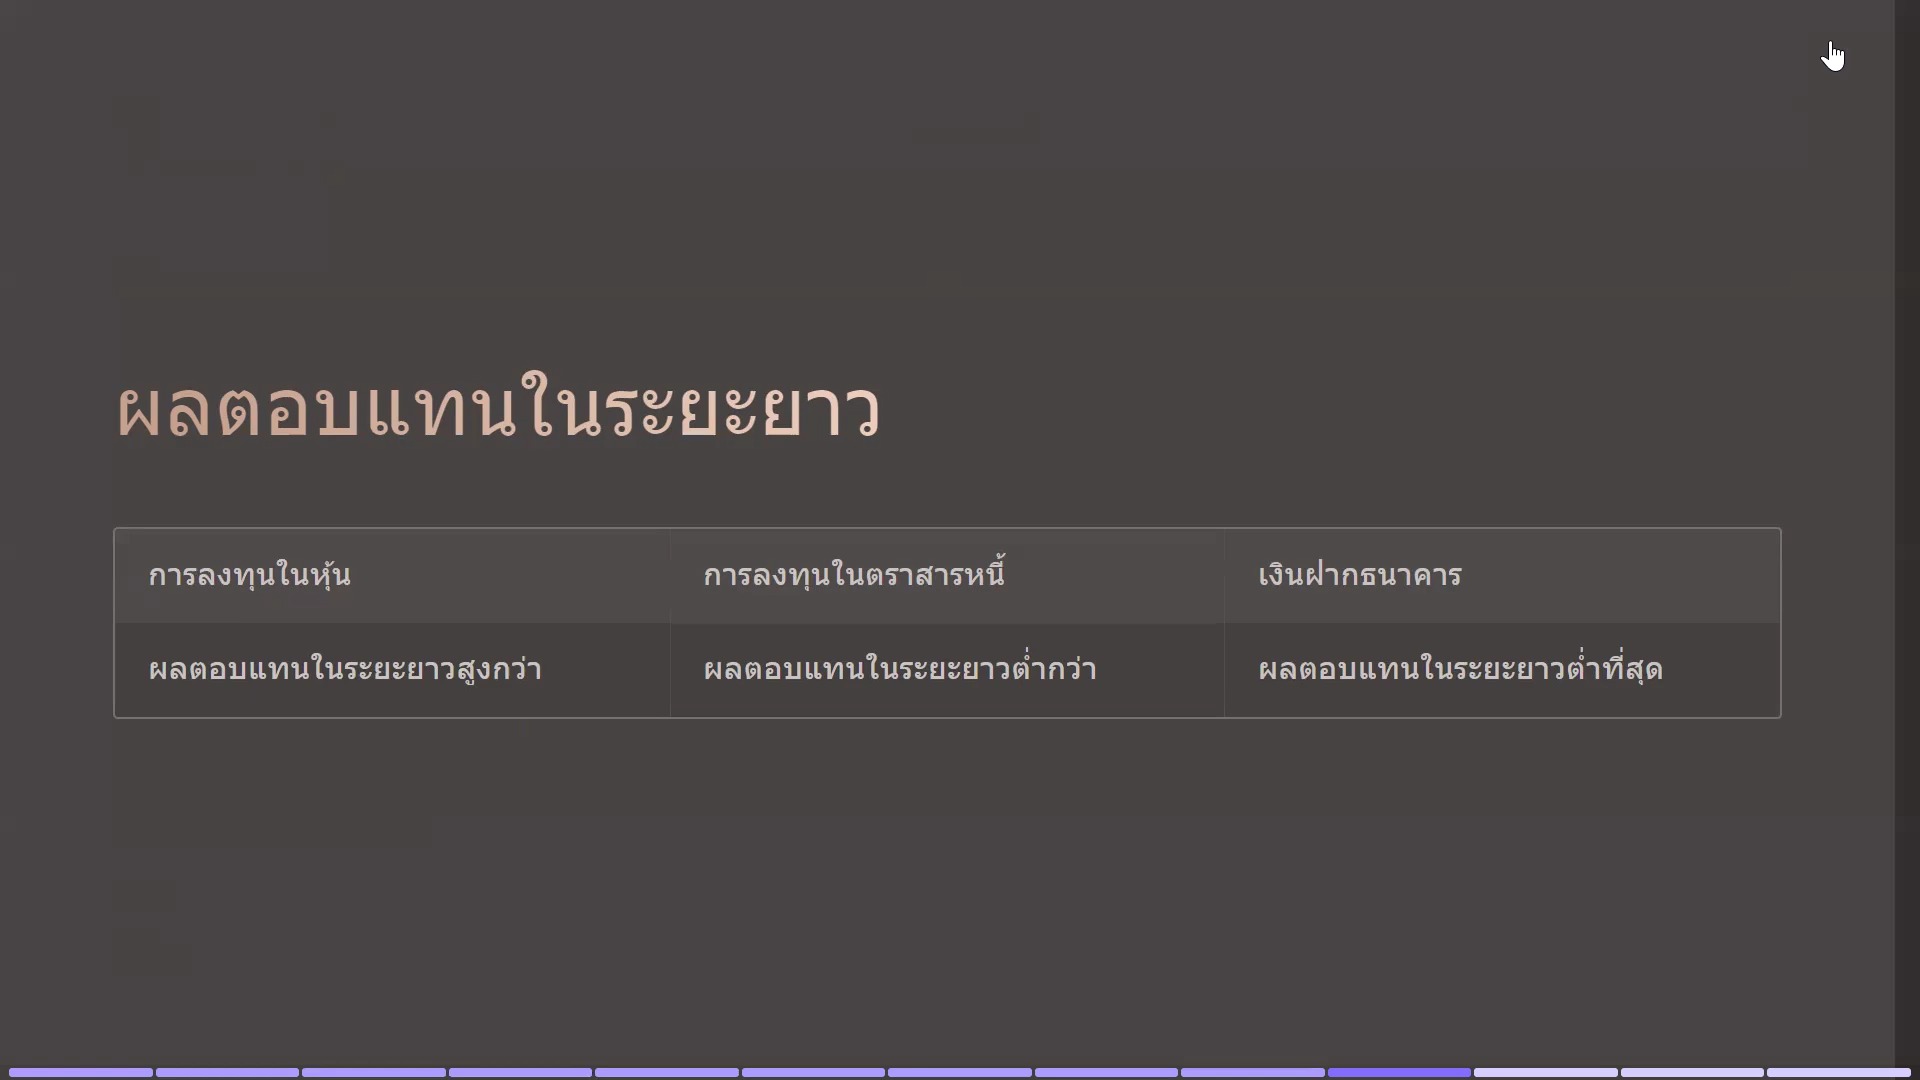 ผลตอบแทนในระยะยาว
การลงทุนในหุ้น การลงทุนในตราสารหนี้ เงินฝากธนาคาร
ผลตอบแทนในระยะยาวสูงกว่า ผลตอบแทนในระยะยาวต่ำกว่า ผลตอบแทนในระยะยาวต่ำที่สุด